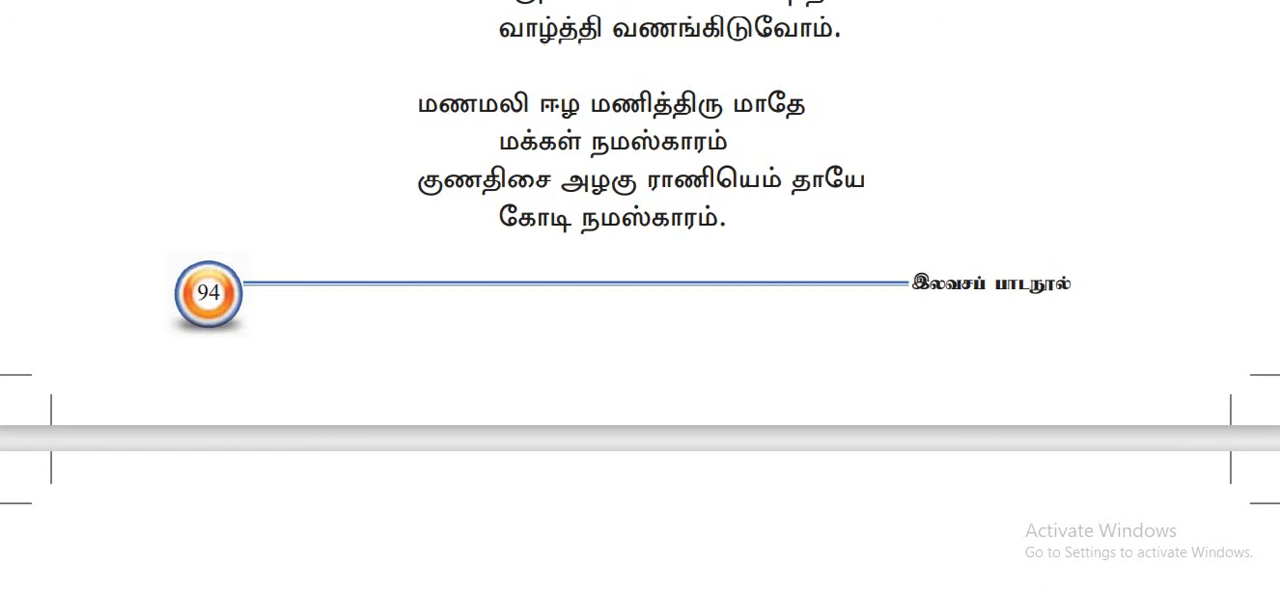 வாழ்த்தி வணங்கிடுவோம்.
மணமலி ஈழ மணித்திரு மாதே
மக்கள் நமஸ்காரம்
குணதிசை அழகு ராணியெம் தாயே
கோடி நமஸ்காரம்.
94
இலவசப் பாடநூல்
Activate Windows
Go to Settings to activate Windows.